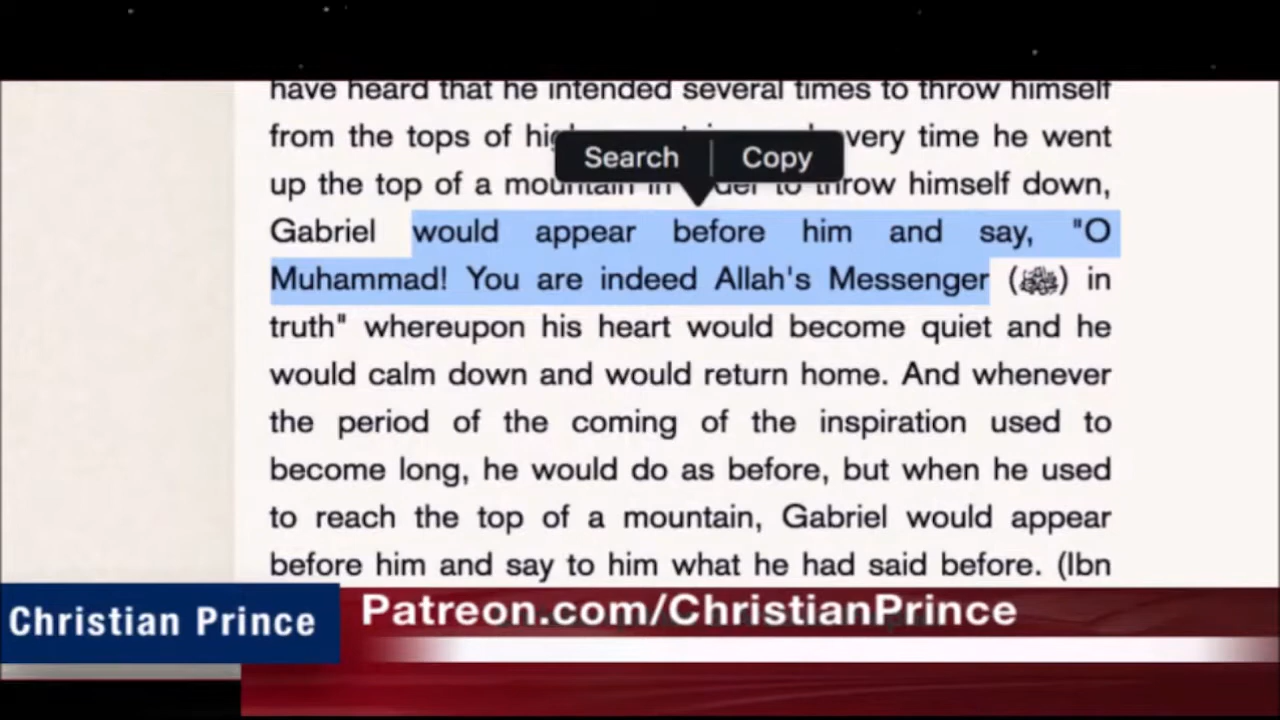 have heard that he intended several times to throw himself
from the tops of very time he went
up the top of a mountain in to throw himself down,
Search Copy
Gabriel would appear before him and say, "O
Muhammad! You are indeed Allah's Messenger (ﷺ) in
truth" whereupon his heart would become quiet and he
would calm down and would return home. And whenever
the period of the coming of the inspiration used to
become long, he would do as before, but when he used
to reach the top of a mountain, Gabriel would appear
before him and say to him what he had said before. (Ibn
Christian Prince
Patreon.com/ChristianPrince